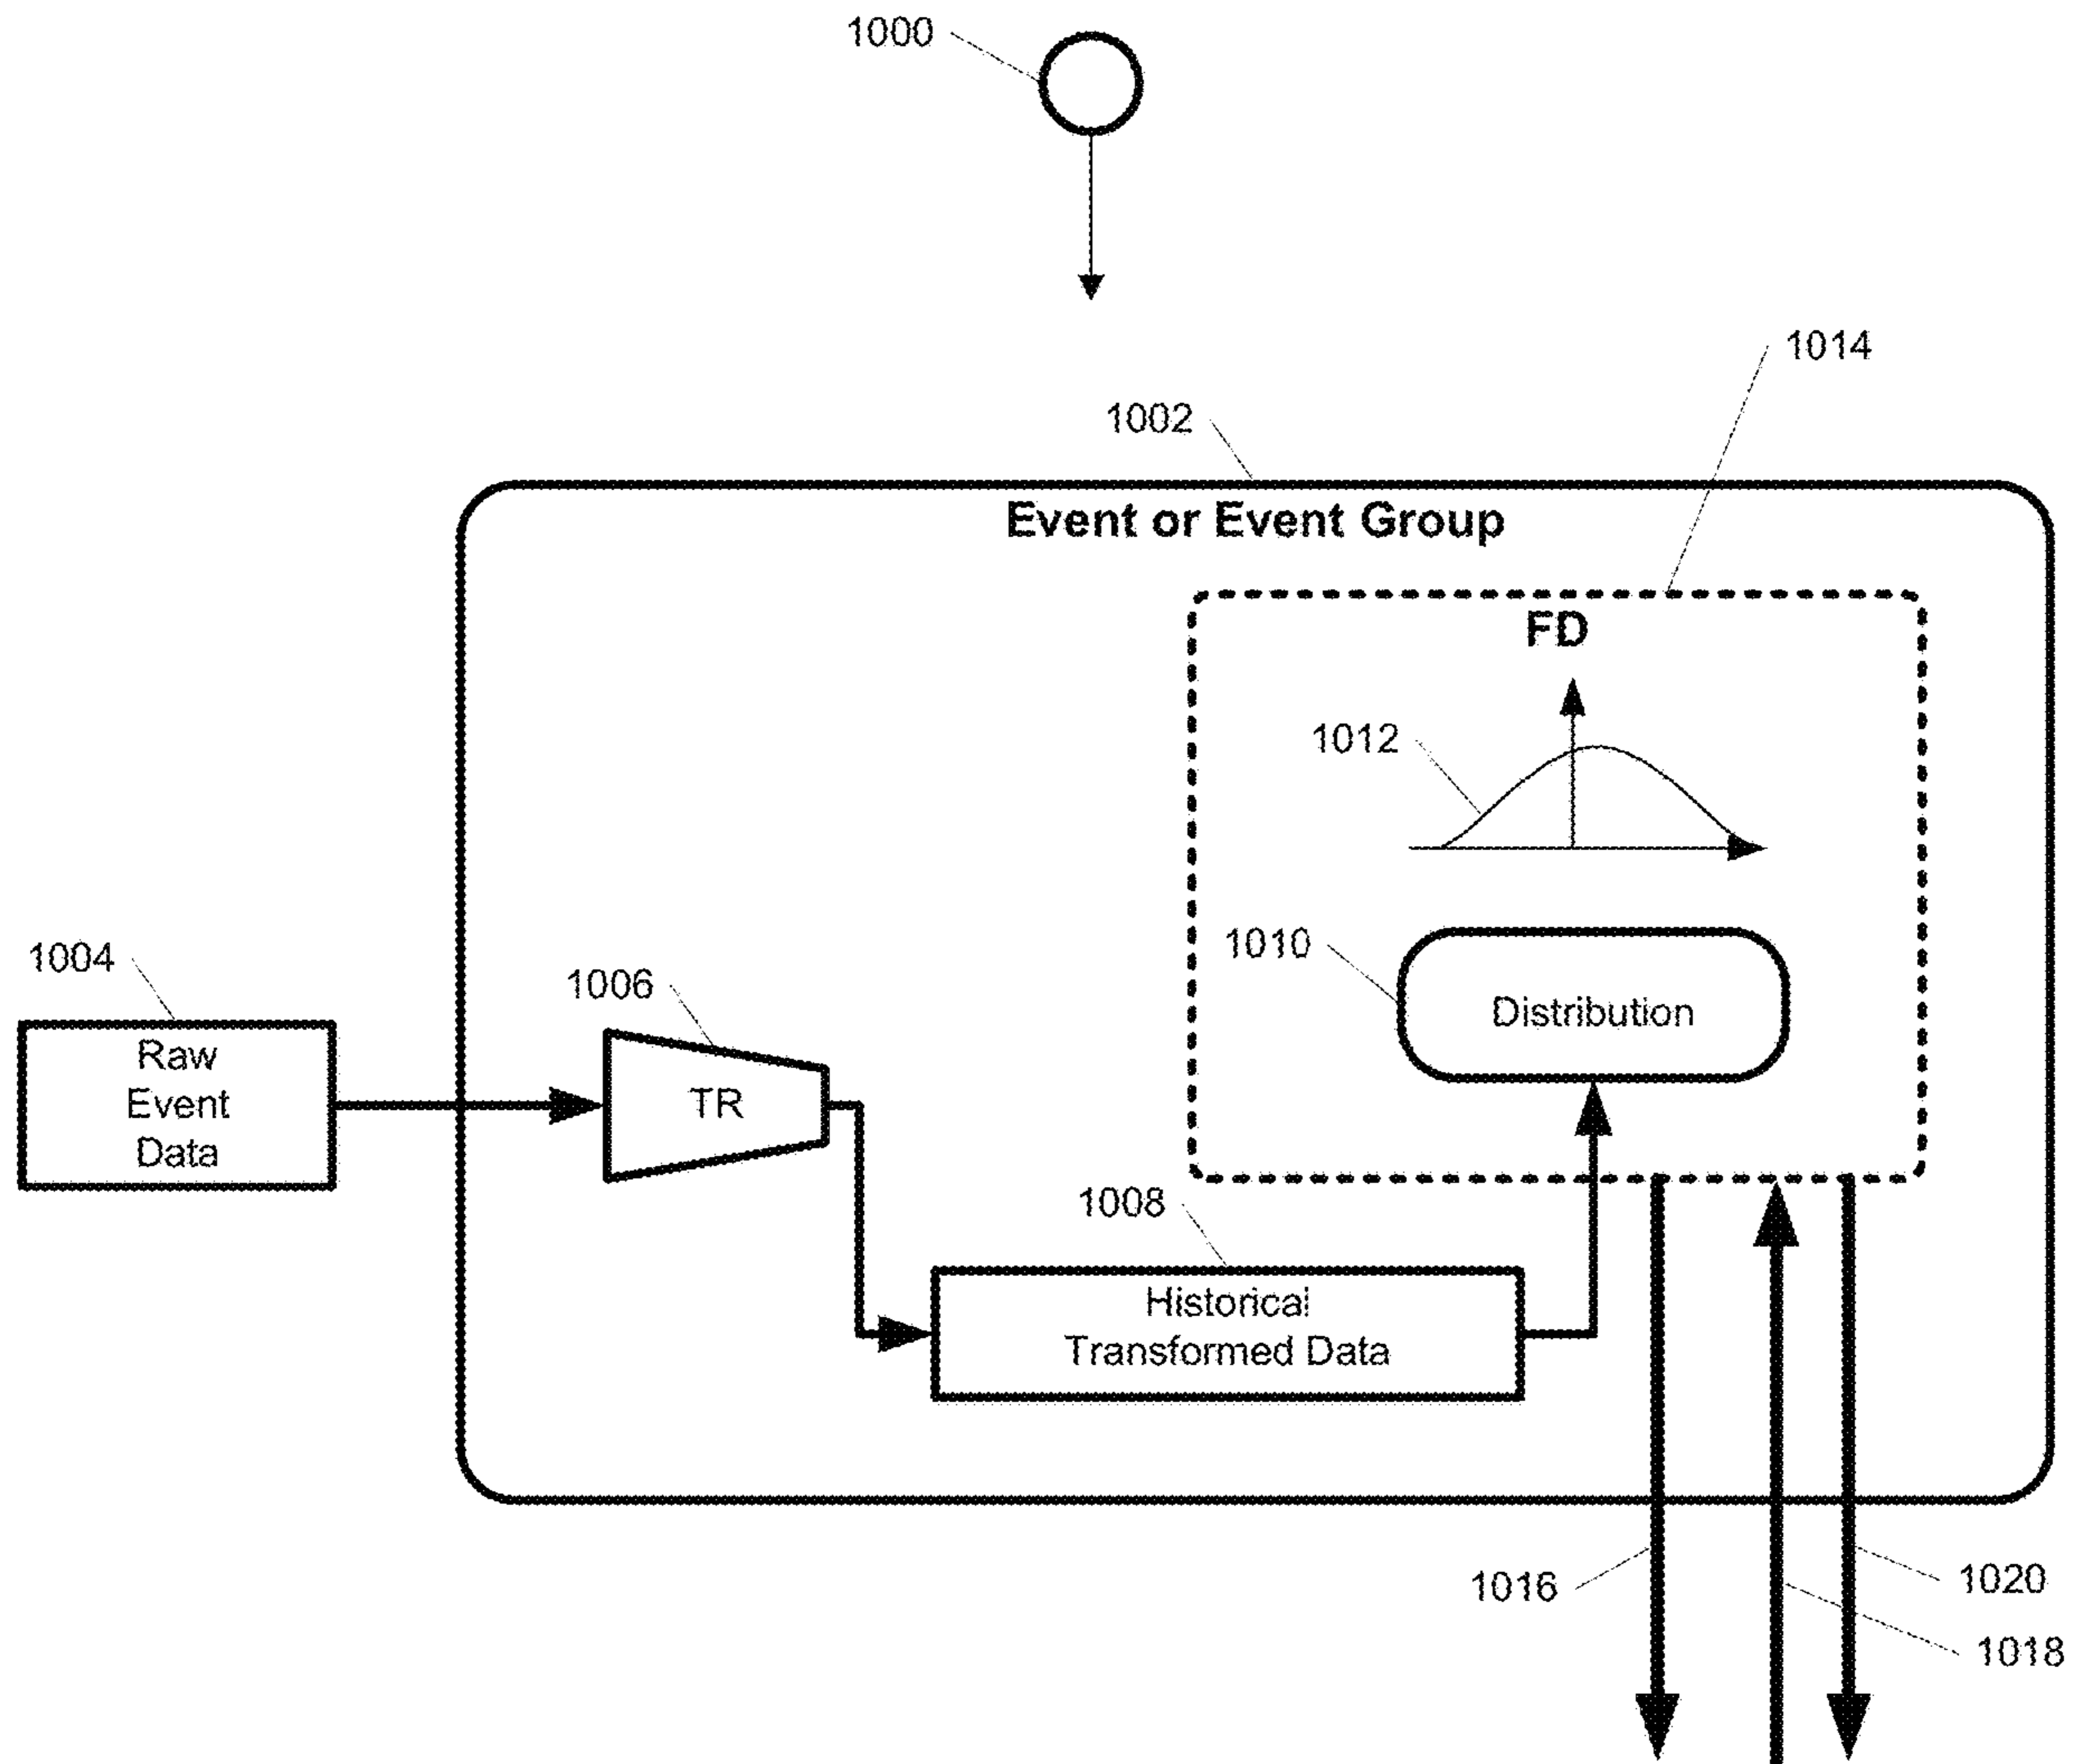 1000
1014
1002
Event or Event Group
FD
1012
1010
Distribution
1004
1006
Raw
Event
Data
TR
1008
Historical
Transformed Data
1016
1020
1018